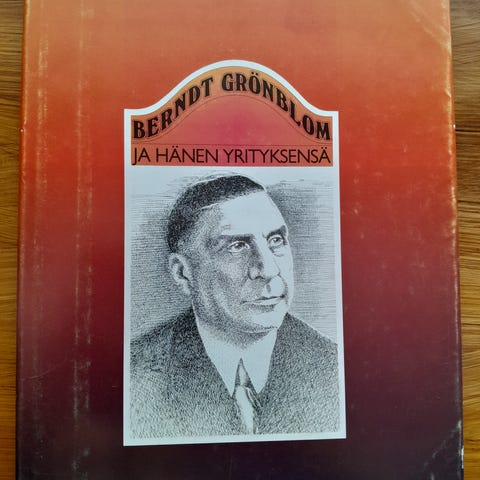 BERNDT GRÖNBLOM
JA HÄNEN YRITYKSENSÄ